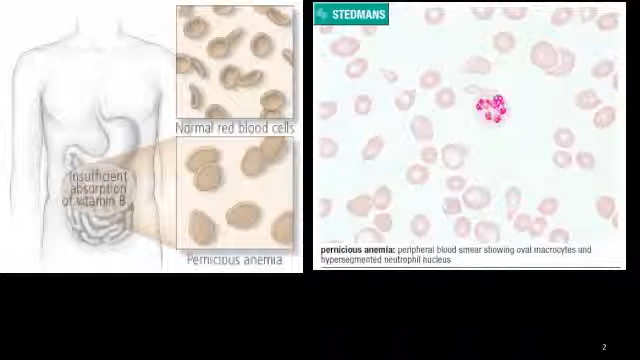 Normal red blood cells
Insufficient
absorption
of vitamin B
Pernicious anemia
STEDMANS
pernicious anemia: peripheral blood smear showing oval macrocytes and
hypersegmented neutrophil nucleus
2